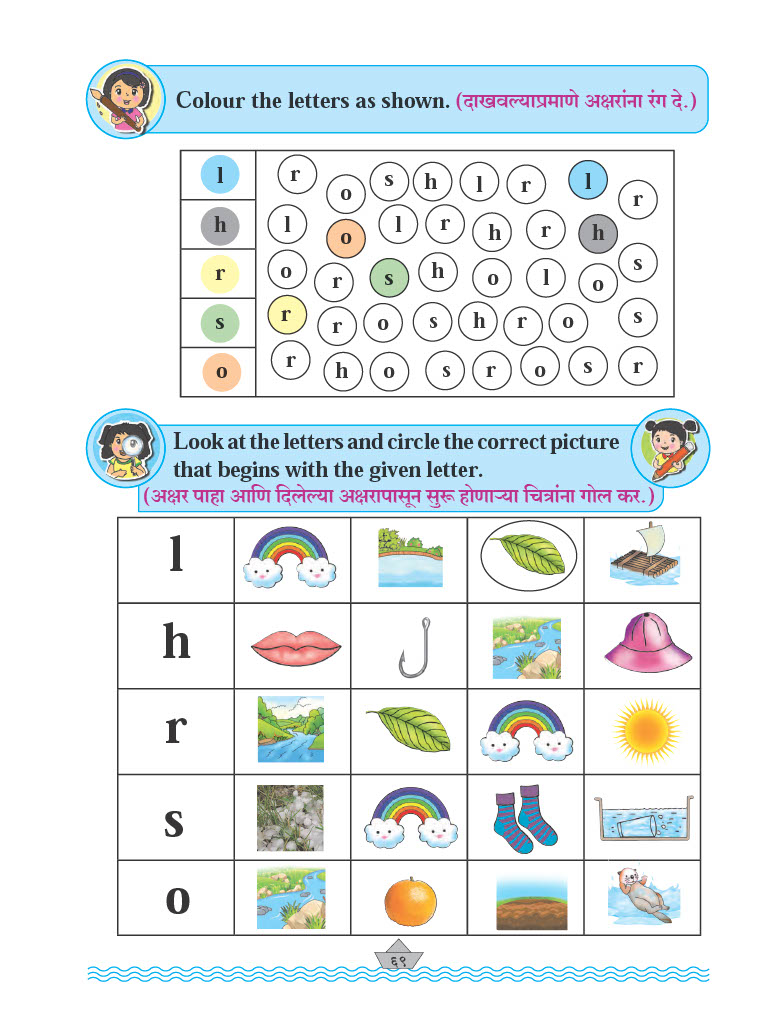 Colour the letters as shown. (दाखवल्याप्रमाणे अक्षरांना रंग दे.)
l r o s h l r l r
h l o l r h r h
r o r s h o l o s
s r r o s h r o s
o r h o s r o s r
Look at the letters and circle the correct picture
that begins with the given letter.
(अक्षर पाहा आणि दिलेल्या अक्षरापासून सुरू होणाऱ्या चित्रांना गोल कर.)
l
h
r
s
o
६९